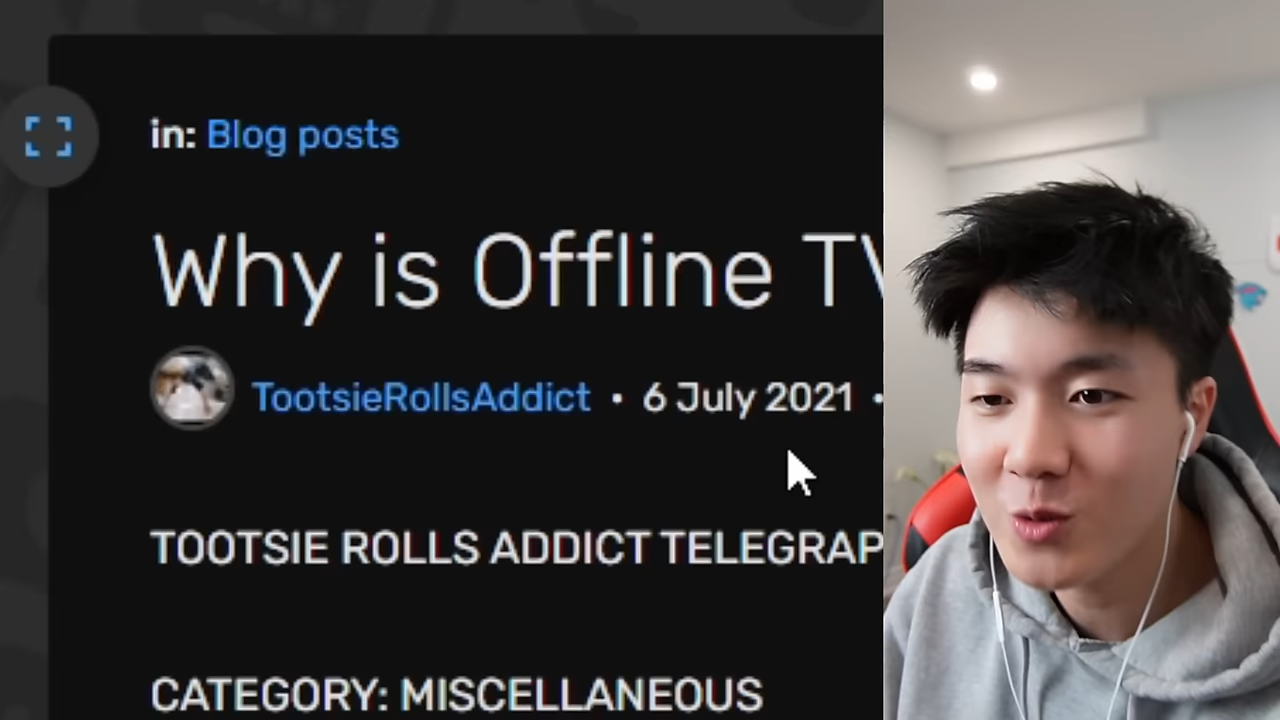 in: Blog posts
Why is Offline TV
TootsieRollsAddict • 6 July 2021 •
TOOTSIE ROLLS ADDICT TELEGRAP
CATEGORY: MISCELLANEOUS